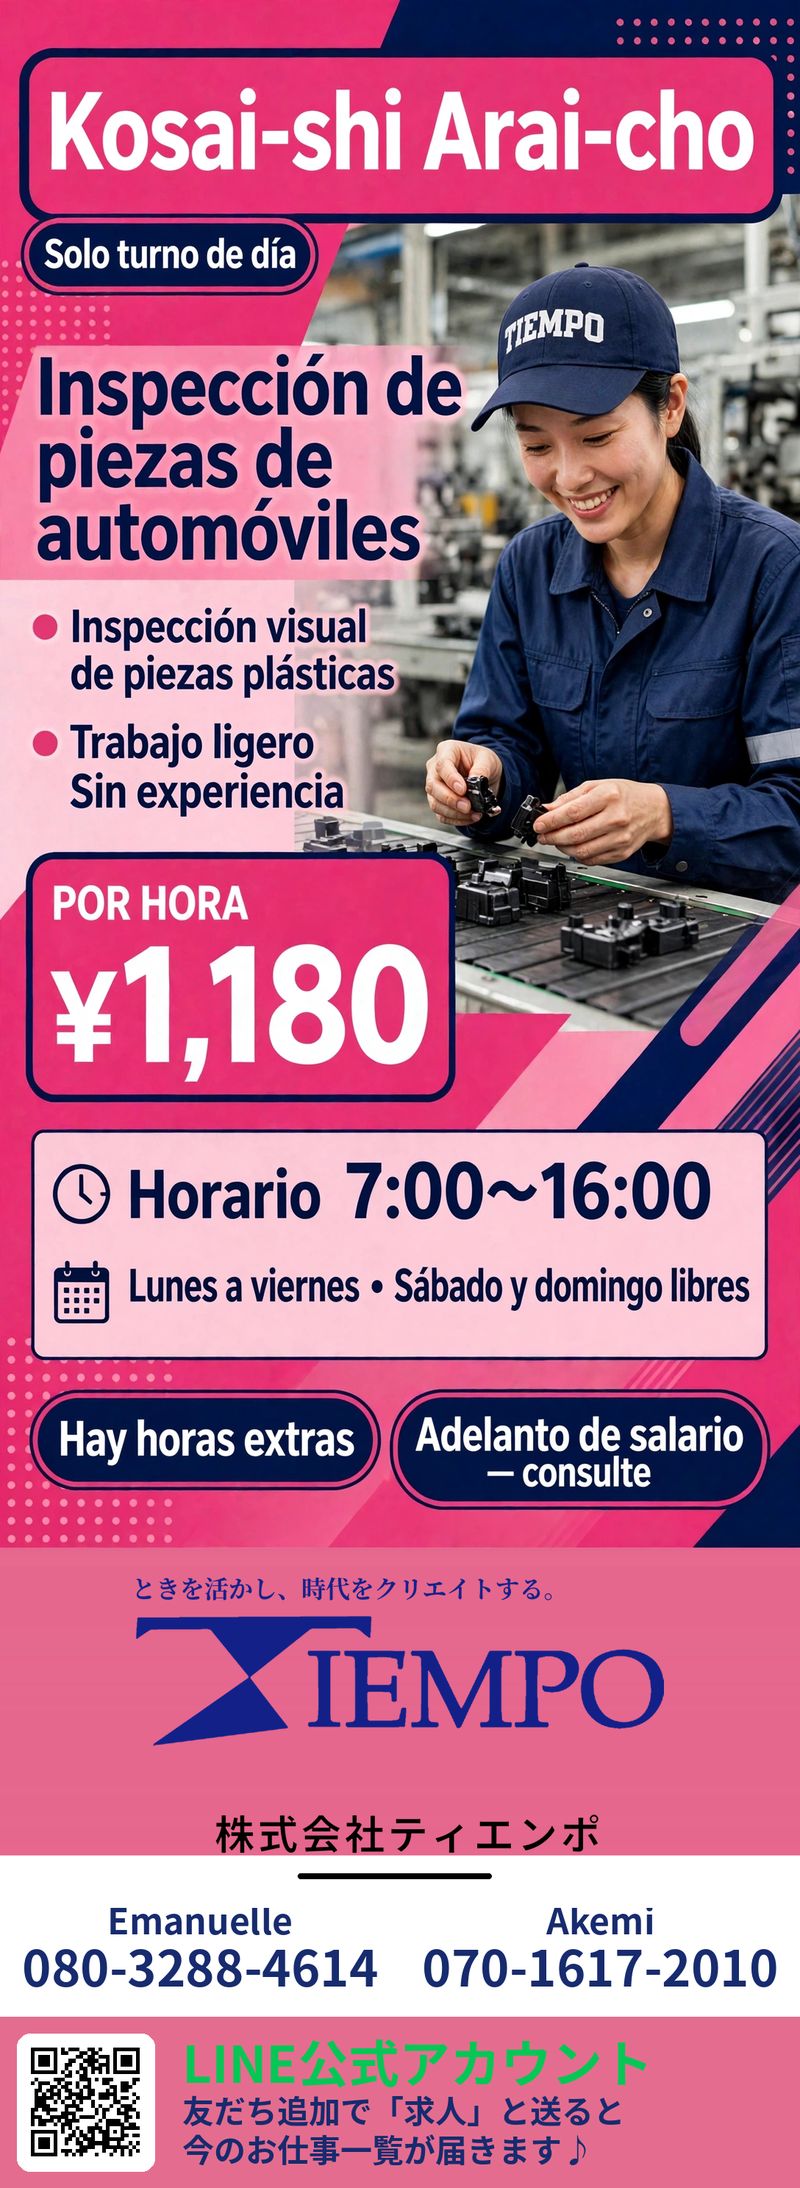 Kosai-shi Arai-cho
Solo turno de día
TIEMPO
Inspección de
piezas de
automóviles
Inspección visual
de piezas plásticas
Trabajo ligero
Sin experiencia
POR HORA
¥1,180
Horario 7:00〜16:00
Lunes a viernes • Sábado y domingo libres
Hay horas extras
Adelanto de salario
— consulte
ときを活かし、時代をクリエイトする。
TIEMPO
株式会社ティエンポ
Emanuelle
080-3288-4614
Akemi
070-1617-2010
LINE公式アカウント
友だち追加で「求人」と送ると
今のお仕事一覧が届きます♪